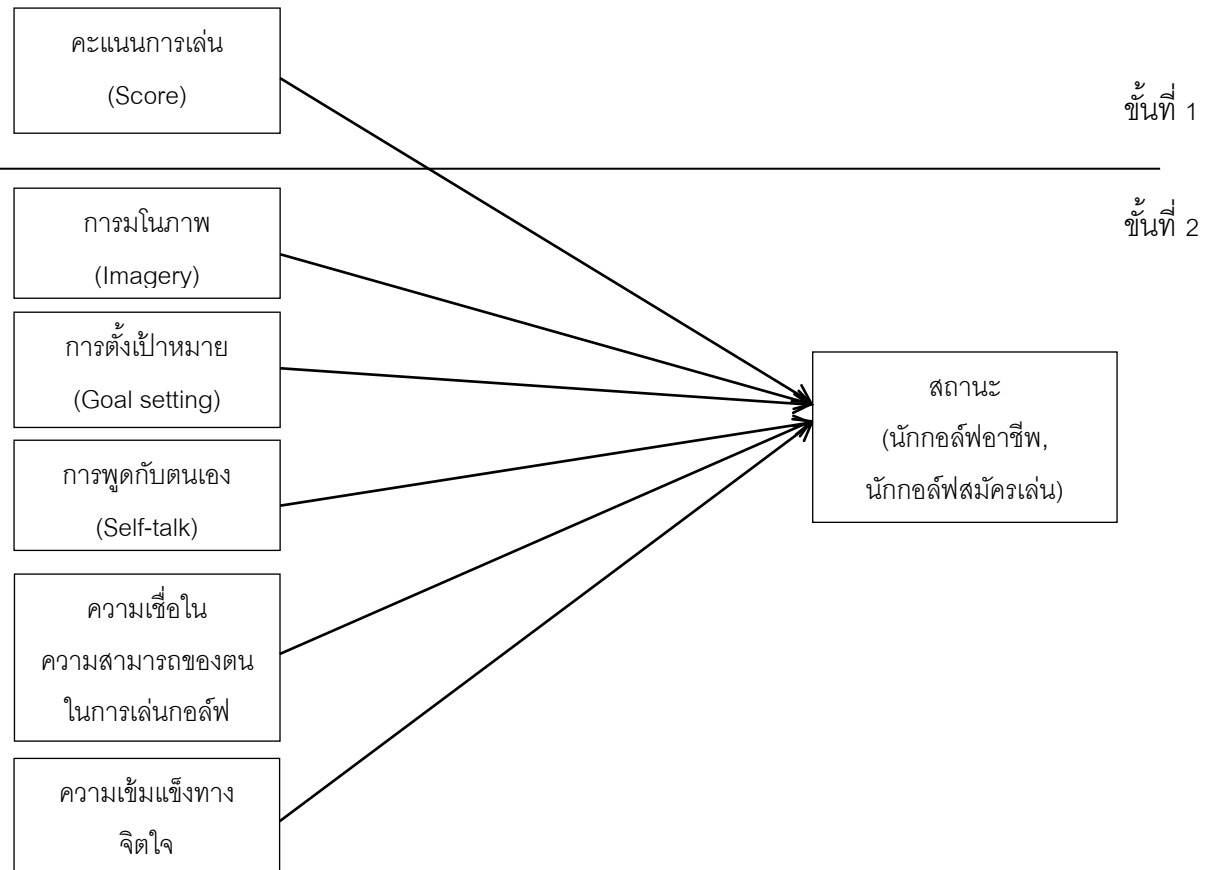 คะแนนการเล่น
(Score)
ขั้นที่ 1
การมโนภาพ
(Imagery)
ขั้นที่ 2
การตั้งเป้าหมาย
(Goal setting)
การพูดกับตนเอง
(Self-talk)
ความเชื่อใน
ความสามารถของตน
ในการเล่นกอล์ฟ
ความเข้มแข็งทาง
จิตใจ
สถานะ
(นักกอล์ฟอาชีพ,
นักกอล์ฟสมัครเล่น)